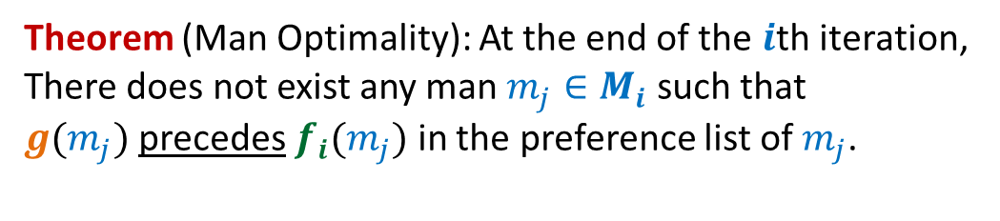 Theorem (Man Optimality): At the end of the 𝒊th iteration,
There does not exist any man 𝑚ⱼ ∈ 𝑴ᵢ such that
𝒈(𝑚ⱼ) precedes 𝒇ᵢ(𝑚ⱼ) in the preference list of 𝑚ⱼ.